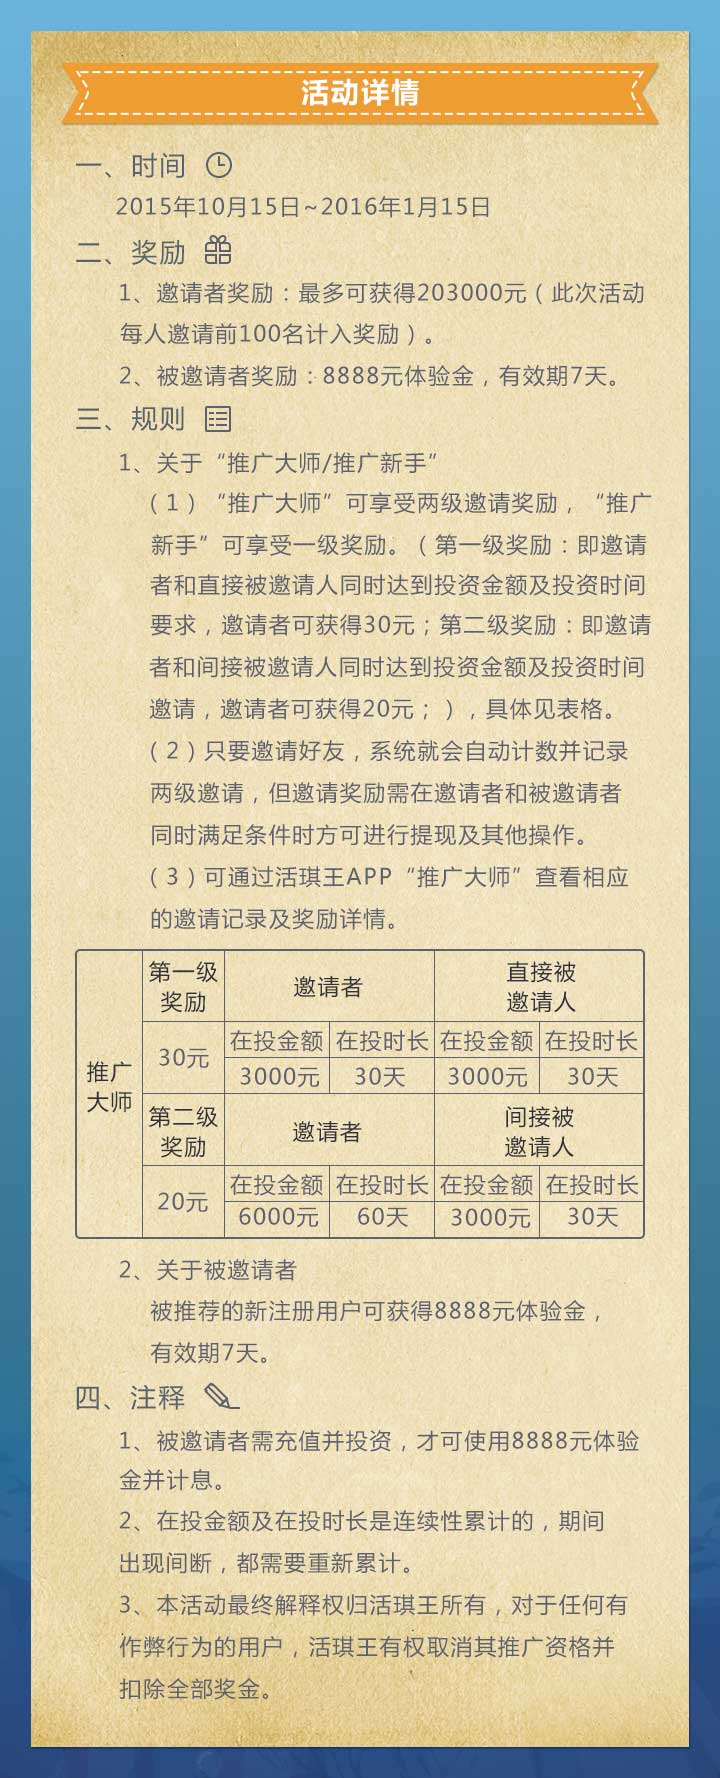 活动详情
一、时间
2015年10月15日~2016年1月15日
二、奖励
1、邀请者奖励：最多可获得203000元（此次活动
每人邀请前100名计入奖励）。
2、被邀请者奖励：8888元体验金，有效期7天。
三、规则
1、关于“推广大师/推广新手”
（1）“推广大师”可享受两级邀请奖励，“推广
新手”可享受一级奖励。（第一级奖励：即邀请
者和直接被邀请人同时达到投资金额及投资时间
要求，邀请者可获得30元；第二级奖励：即邀请
者和间接被邀请人同时达到投资金额及投资时间
邀请，邀请者可获得20元；），具体见表格。
（2）只要邀请好友，系统就会自动计数并记录
两级邀请，但邀请奖励需在邀请者和被邀请者
同时满足条件时方可进行提现及其他操作。
（3）可通过活琪王APP“推广大师”查看相应
的邀请记录及奖励详情。
推广
大师
第一级
奖励
邀请者
直接被
邀请人
30元
在投金额 在投时长 在投金额 在投时长
3000元 30天 3000元 30天
第二级
奖励
邀请者
间接被
邀请人
20元
在投金额 在投时长 在投金额 在投时长
6000元 60天 3000元 30天
2、关于被邀请者
被推荐的新注册用户可获得8888元体验金，
有效期7天。
四、注释
1、被邀请者需充值并投资，才可使用8888元体验
金并计息。
2、在投金额及在投时长是连续性累计的，期间
出现间断，都需要重新累计。
3、本活动最终解释权归活琪王所有，对于任何有
作弊行为的用户，活琪王有权取消其推广资格并
扣除全部奖金。